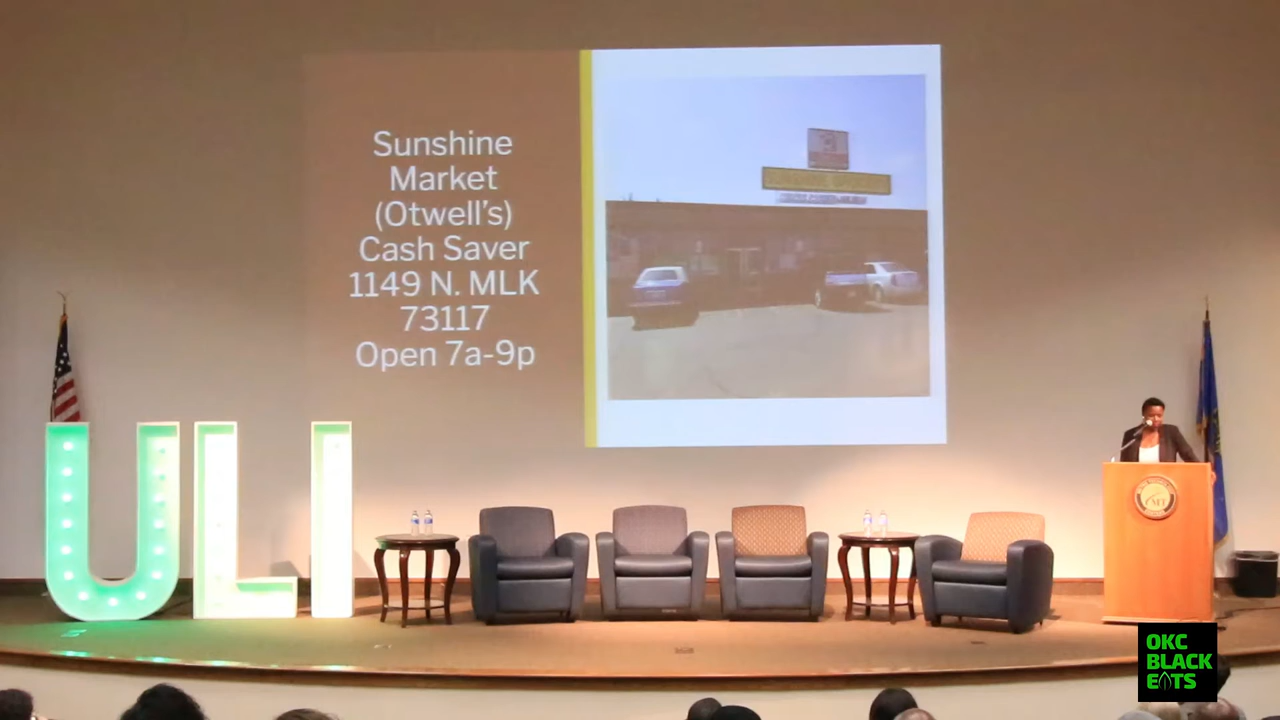 Sunshine
Market
(Otwell's)
Cash Saver
1149 N. MLK
73117
Open 7a-9p
ULI
OKC
BLACK
EATS